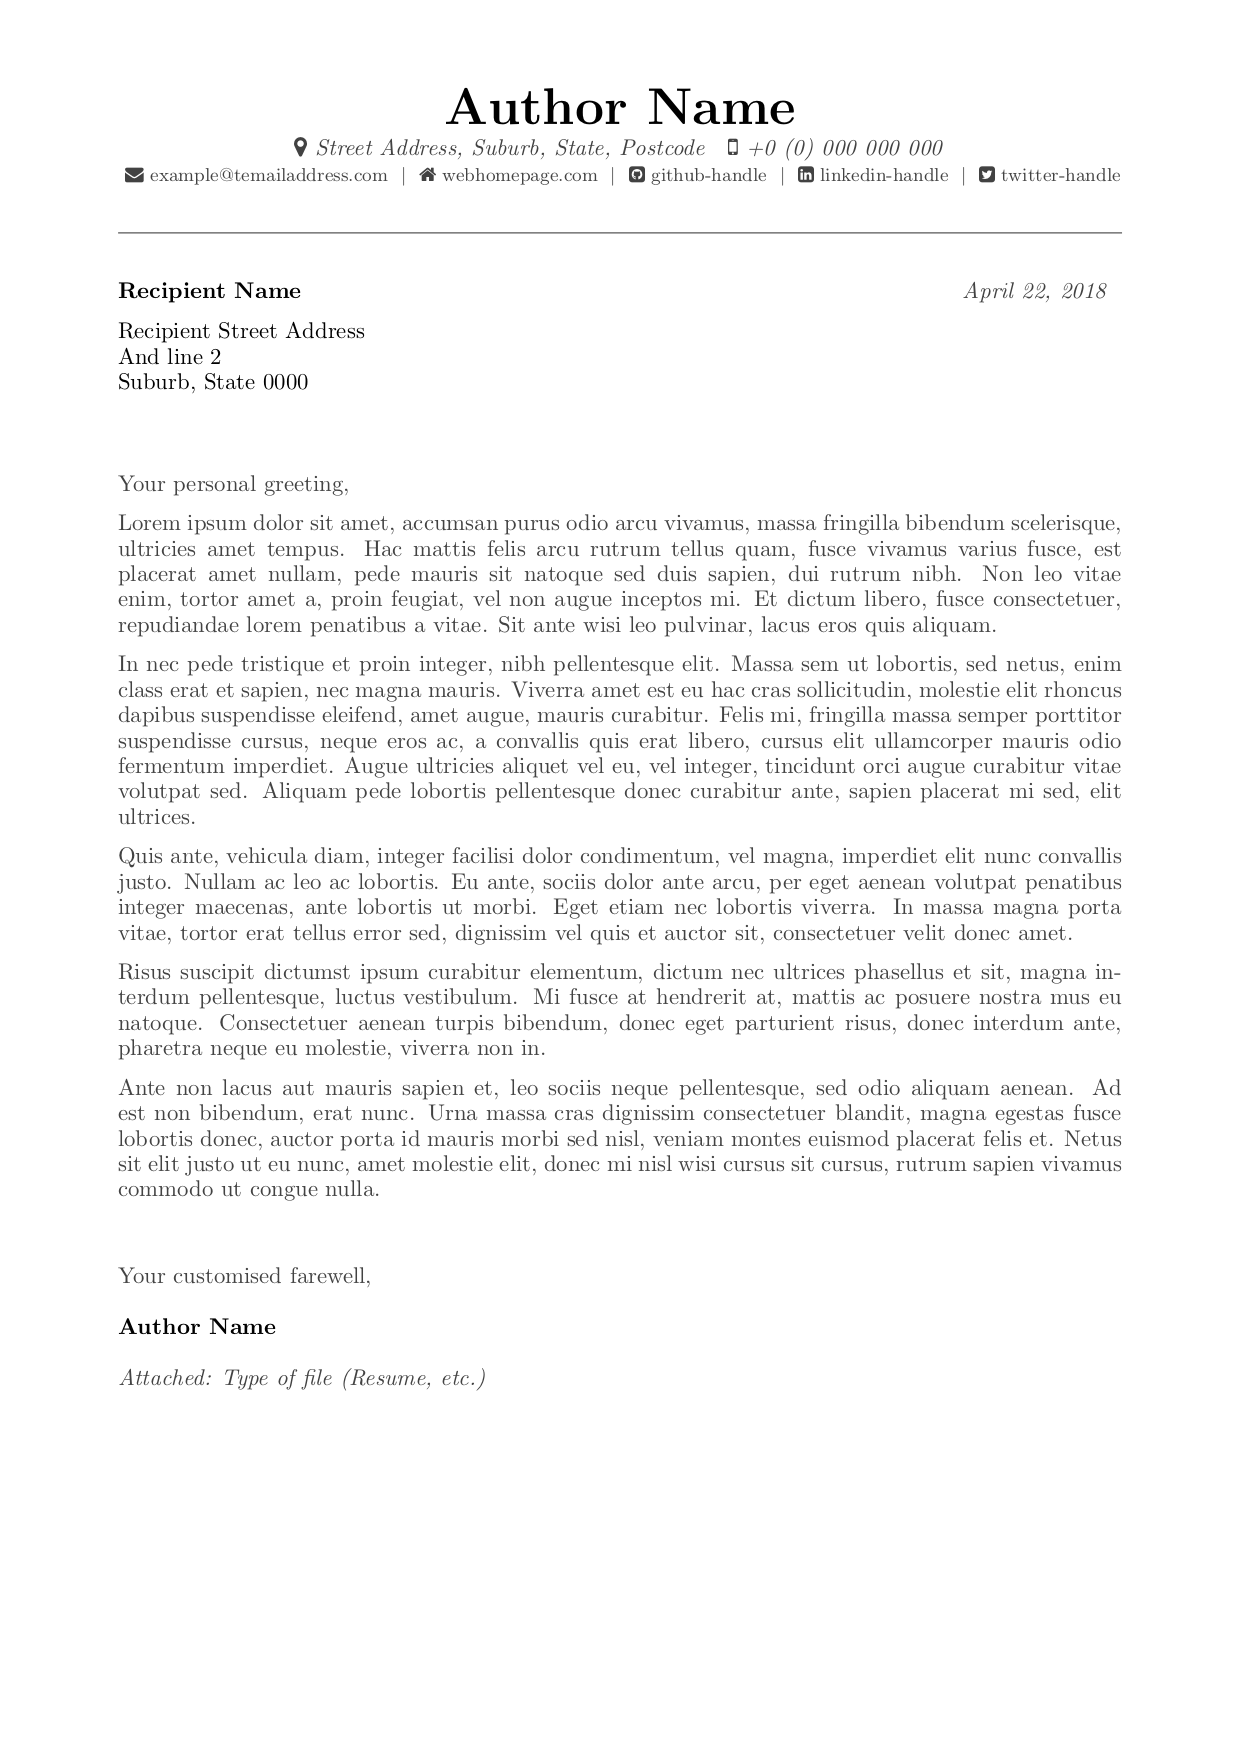 Author Name
Street Address, Suburb, State, Postcode +0 (0) 000 000 000
example@temailaddress.com | webhomepage.com | github-handle | linkedin-handle | twitter-handle
Recipient Name April 22, 2018
Recipient Street Address
And line 2
Suburb, State 0000
Your personal greeting,
Lorem ipsum dolor sit amet, accumsan purus odio arcu vivamus, massa fringilla bibendum scelerisque,
ultricies amet tempus. Hac mattis felis arcu rutrum tellus quam, fusce vivamus varius fusce, est
placerat amet nullam, pede mauris sit natoque sed duis sapien, dui rutrum nibh. Non leo vitae
enim, tortor amet a, proin feugiat, vel non augue inceptos mi. Et dictum libero, fusce consectetuer,
repudiandae lorem penatibus a vitae. Sit ante wisi leo pulvinar, lacus eros quis aliquam.
In nec pede tristique et proin integer, nibh pellentesque elit. Massa sem ut lobortis, sed netus, enim
class erat et sapien, nec magna mauris. Viverra amet est eu hac cras sollicitudin, molestie elit rhoncus
dapibus suspendisse eleifend, amet augue, mauris curabitur. Felis mi, fringilla massa semper porttitor
suspendisse cursus, neque eros ac, a convallis quis erat libero, cursus elit ullamcorper mauris odio
fermentum imperdiet. Augue ultricies aliquet vel eu, vel integer, tincidunt orci augue curabitur vitae
volutpat sed. Aliquam pede lobortis pellentesque donec curabitur ante, sapien placerat mi sed, elit
ultrices.
Quis ante, vehicula diam, integer facilisi dolor condimentum, vel magna, imperdiet elit nunc convallis
justo. Nullam ac leo ac lobortis. Eu ante, sociis dolor ante arcu, per eget aenean volutpat penatibus
integer maecenas, ante lobortis ut morbi. Eget etiam nec lobortis viverra. In massa magna porta
vitae, tortor erat tellus error sed, dignissim vel quis et auctor sit, consectetuer velit donec amet.
Risus suscipit dictumst ipsum curabitur elementum, dictum nec ultrices phasellus et sit, magna in-
terdum pellentesque, luctus vestibulum. Mi fusce at hendrerit at, mattis ac posuere nostra mus eu
natoque. Consectetuer aenean turpis bibendum, donec eget parturient risus, donec interdum ante,
pharetra neque eu molestie, viverra non in.
Ante non lacus aut mauris sapien et, leo sociis neque pellentesque, sed odio aliquam aenean. Ad
est non bibendum, erat nunc. Urna massa cras dignissim consectetuer blandit, magna egestas fusce
lobortis donec, auctor porta id mauris morbi sed nisl, veniam montes euismod placerat felis et. Netus
sit elit justo ut eu nunc, amet molestie elit, donec mi nisl wisi cursus sit cursus, rutrum sapien vivamus
commodo ut congue nulla.
Your customised farewell,
Author Name
Attached: Type of file (Resume, etc.)